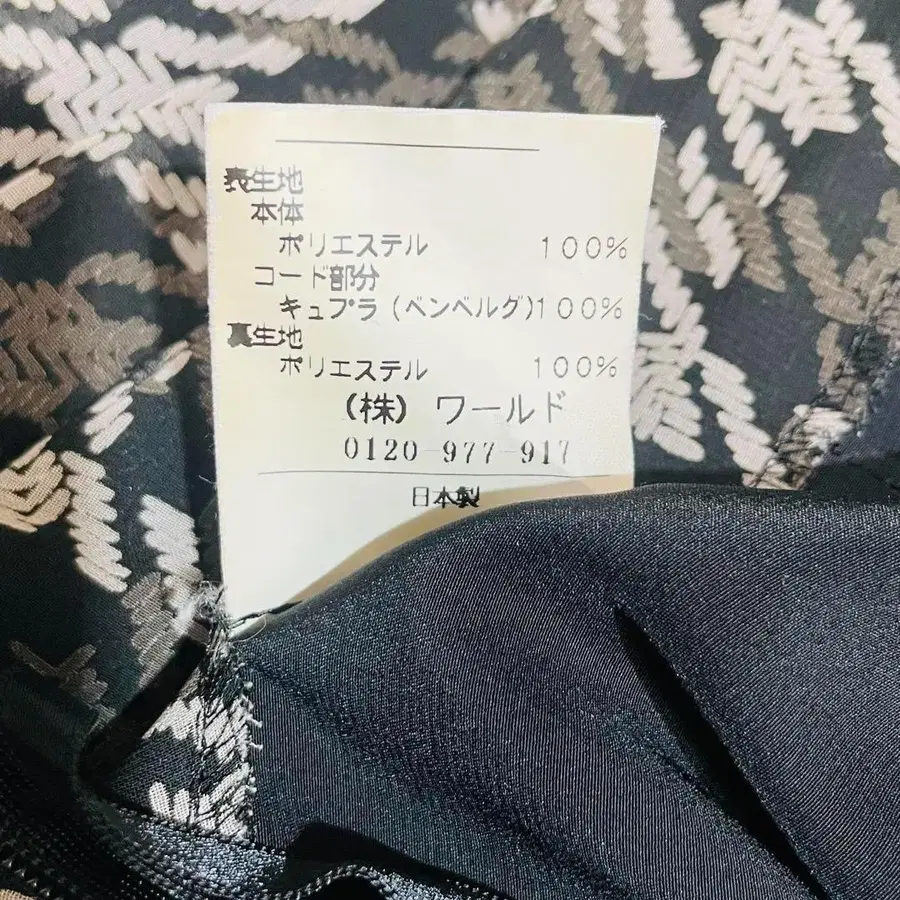 表生地
本体
ポリエステル 100%
コード部分
キュプラ(ベンベルグ)100%
裏生地
ポリエステル 100%
(株) ワールド
0120-977-917
日本製